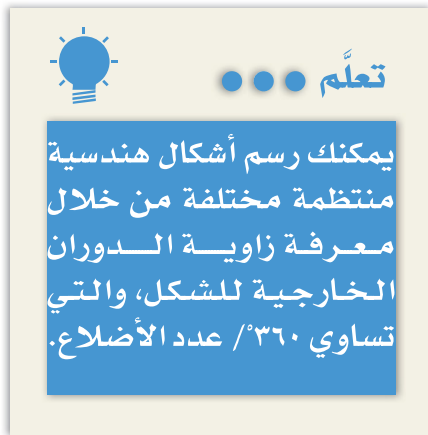 تعلَّم
يمكنك رسم أشكال هندسية
منتظمة مختلفة من خلال
معرفة زاوية الدوران
الخارجية للشكل، والتي
تساوي ٣٦٠°/ عدد الأضلاع.